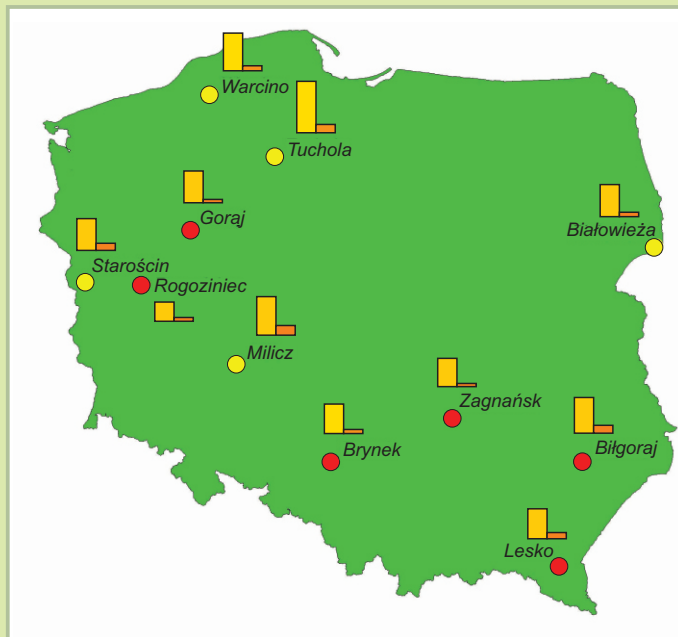 Warcino
Tuchola
Goraj
Białowieża
Starościn
Rogoziniec
Milicz
Zagnańsk
Brynek
Biłgoraj
Lesko